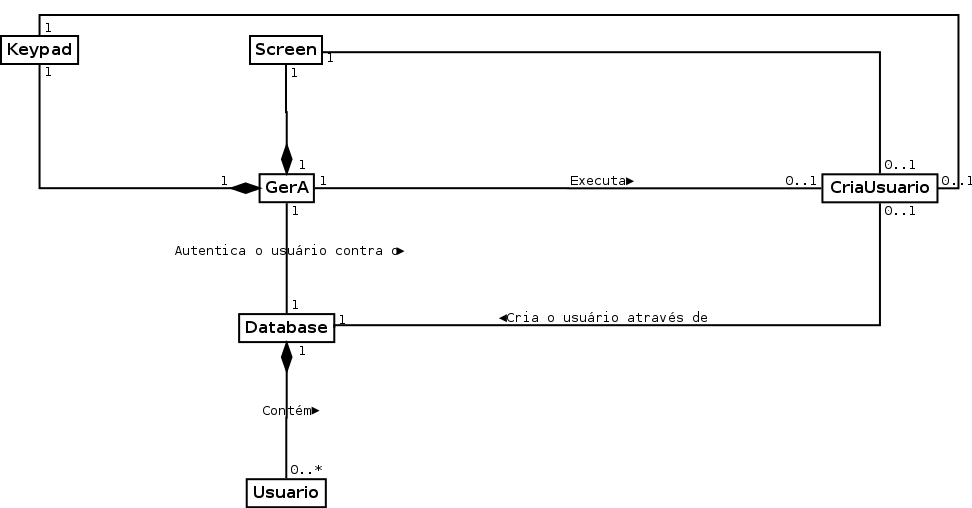 1
Keypad
1
Screen
1
1
0..1
1
1
1
GerA
1
Executa►
0..1
CriaUsuario
0..1
1
0..1
Autentica o usuário contra o►
1
Database
1
◄Cria o usuário através de
1
Contém►
0..*
Usuario